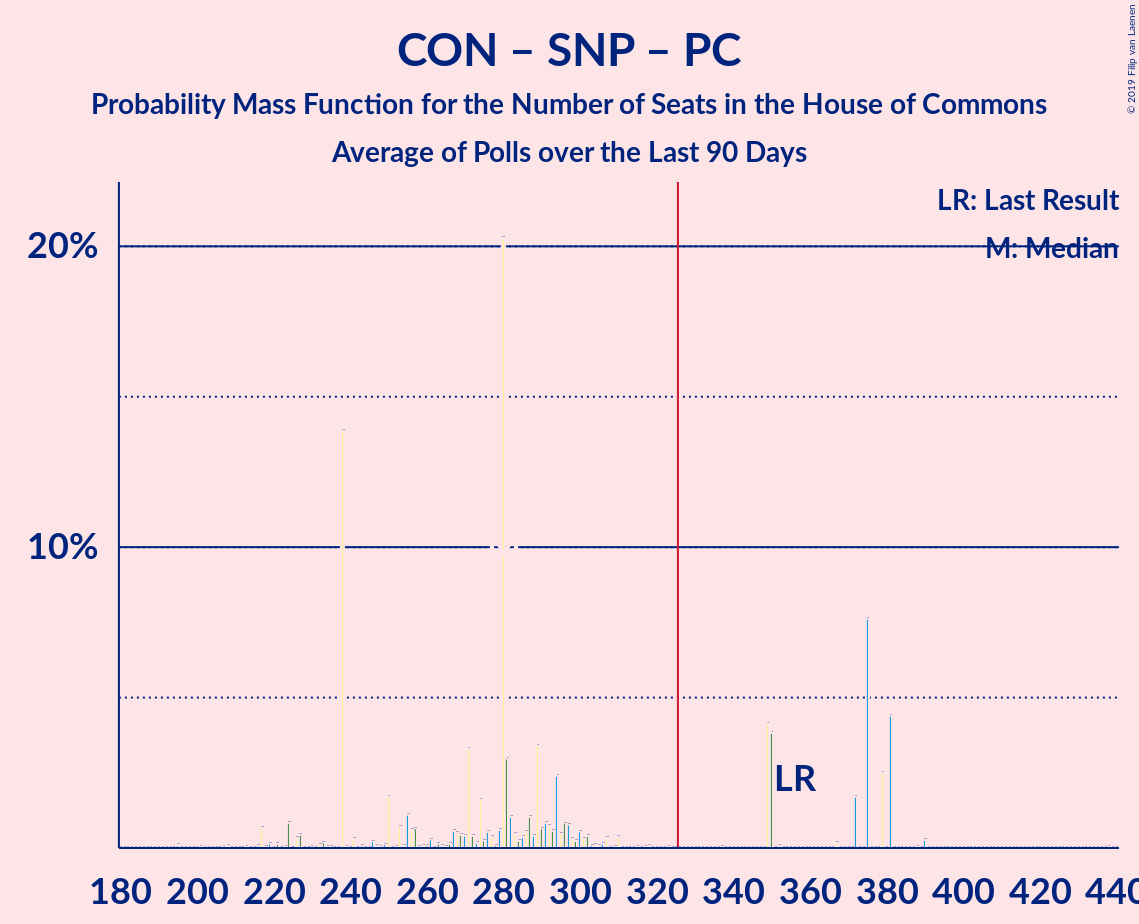 CON – SNP – PC
Probability Mass Function for the Number of Seats in the House of Commons
Average of Polls over the Last 90 Days
© 2019 Filip van Laenen
LR: Last Result
M: Median
20%
10%
LR
180 200 220 240 260 280 300 320 340 360 380 400 420 440